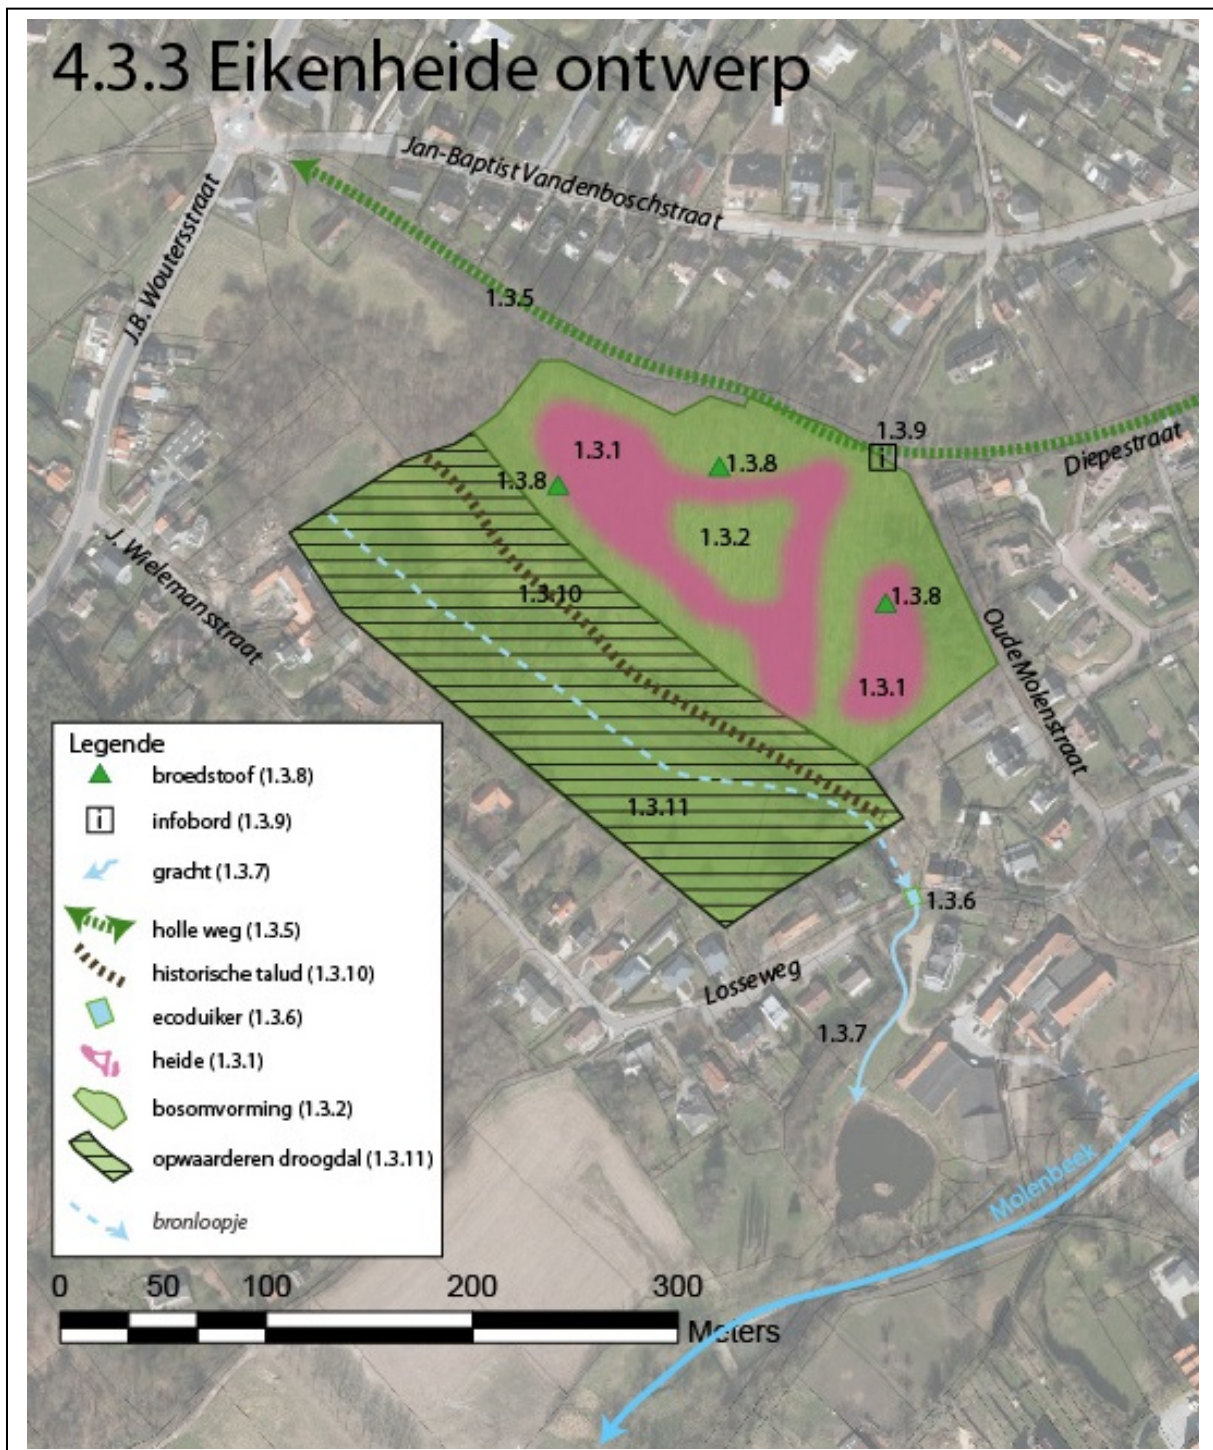 4.3.3 Eikenheide ontwerp
Jan-Baptist Vandenboschstraat
J.B. Woutersstraat
1.3.5
1.3.9
i
Diepestraat
1.3.1
1.3.8
1.3.8
1.3.2
1.3.10
1.3.8
J. Wielemansstraat
Oude Molenstraat
1.3.1
1.3.11
1.3.6
Losseweg
1.3.7
Molenbeek
Legende
broedstoof (1.3.8)
i infobord (1.3.9)
gracht (1.3.7)
holle weg (1.3.5)
historische talud (1.3.10)
ecoduiker (1.3.6)
heide (1.3.1)
bosomvorming (1.3.2)
opwaarderen droogdal (1.3.11)
bronloopje
0 50 100 200 300
Meters